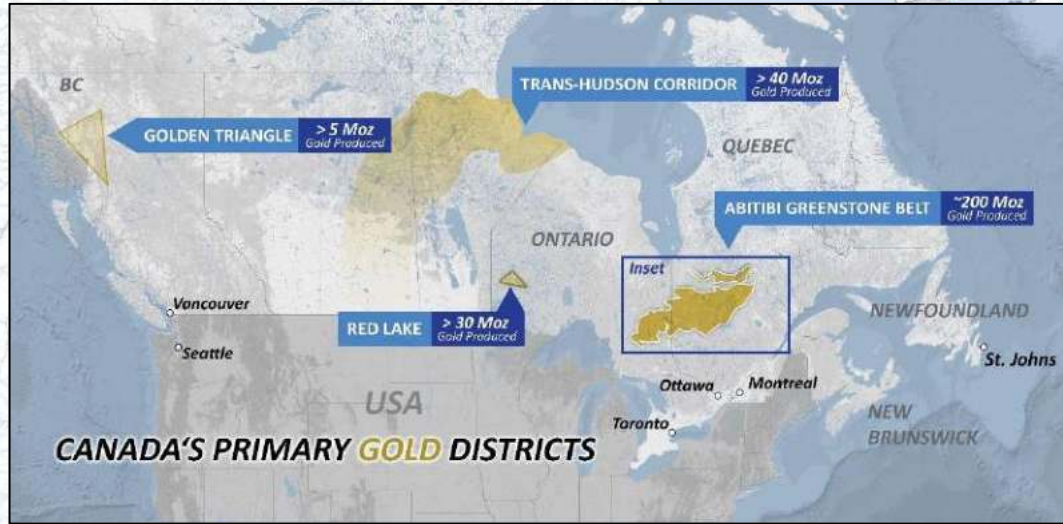 BC
GOLDEN TRIANGLE
> 5 Moz
Gold Produced
TRANS-HUDSON CORRIDOR
> 40 Moz
Gold Produced
QUEBEC
ABITIBI GREENSTONE BELT
~200 Moz
Gold Produced
ONTARIO
Inset
RED LAKE
> 30 Moz
Gold Produced
Vancouver
Seattle
NEWFOUNDLAND
St. Johns
USA
Ottawa
Montreal
Toronto
NEW
BRUNSWICK
CANADA'S PRIMARY GOLD DISTRICTS